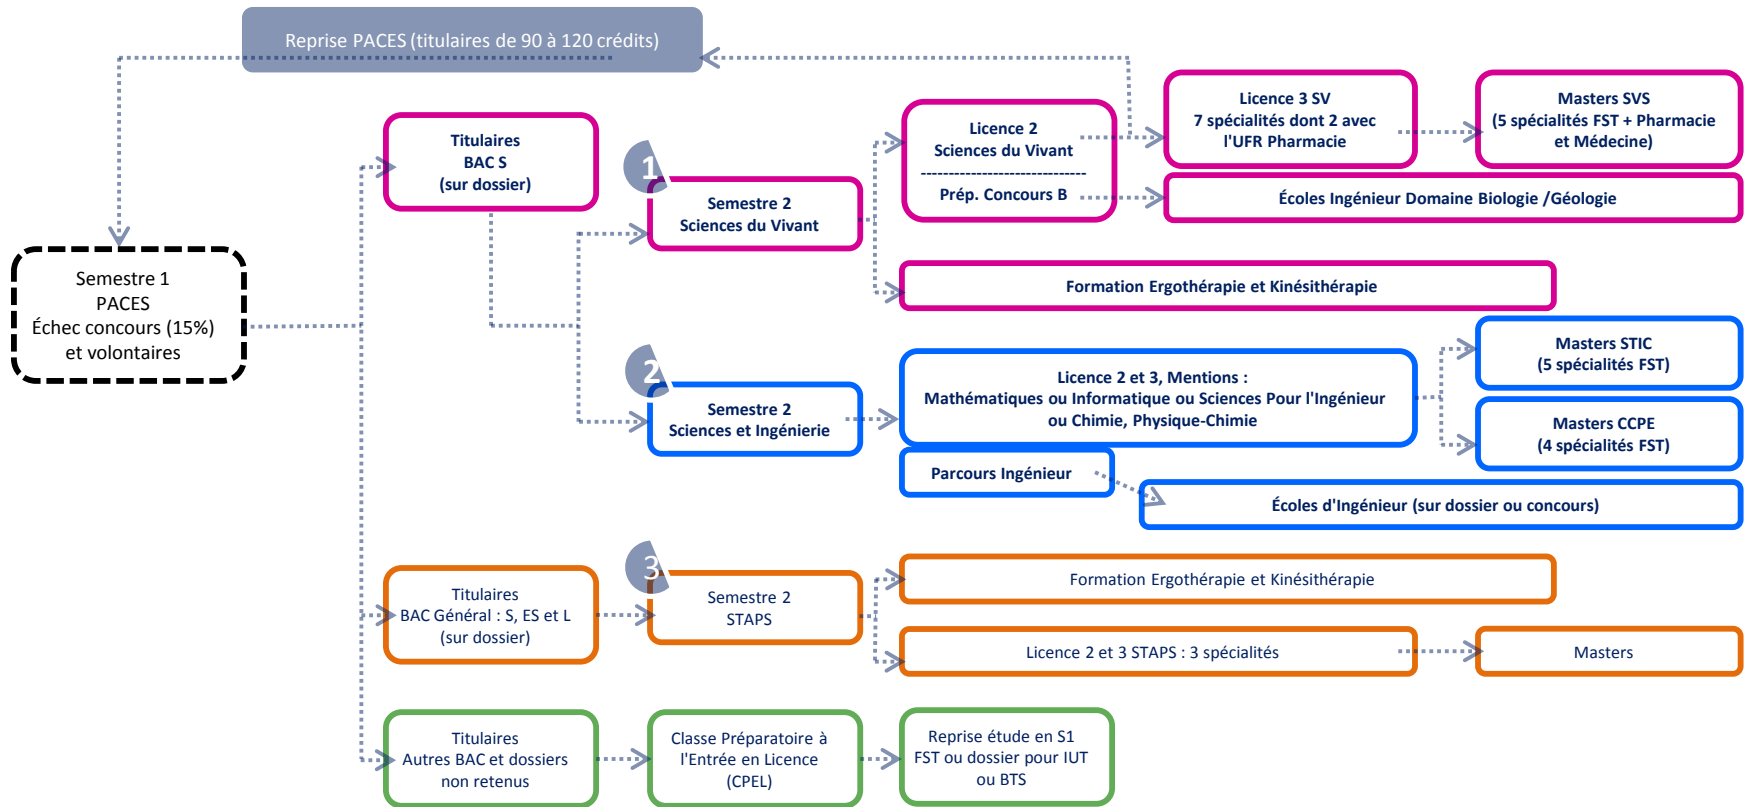 Reprise PACES (titulaires de 90 à 120 crédits)
Semestre 1
PACES
Échec concours (15%)
et volontaires
Titulaires
BAC S
(sur dossier)
1
Semestre 2
Sciences du Vivant
Licence 2
Sciences du Vivant
------------------------------
Prép. Concours B
Licence 3 SV
7 spécialités dont 2 avec
l'UFR Pharmacie
Masters SVS
(5 spécialités FST + Pharmacie
et Médecine)
Écoles Ingénieur Domaine Biologie /Géologie
Formation Ergothérapie et Kinésithérapie
2
Semestre 2
Sciences et Ingénierie
Licence 2 et 3, Mentions :
Mathématiques ou Informatique ou Sciences Pour l'Ingénieur
ou Chimie, Physique-Chimie
Masters STIC
(5 spécialités FST)
Masters CCPE
(4 spécialités FST)
Parcours Ingénieur
Écoles d'Ingénieur (sur dossier ou concours)
Titulaires
BAC Général : S, ES et L
(sur dossier)
3
Semestre 2
STAPS
Formation Ergothérapie et Kinésithérapie
Licence 2 et 3 STAPS : 3 spécialités
Masters
Titulaires
Autres BAC et dossiers
non retenus
Classe Préparatoire à
l'Entrée en Licence
(CPEL)
Reprise étude en S1
FST ou dossier pour IUT
ou BTS